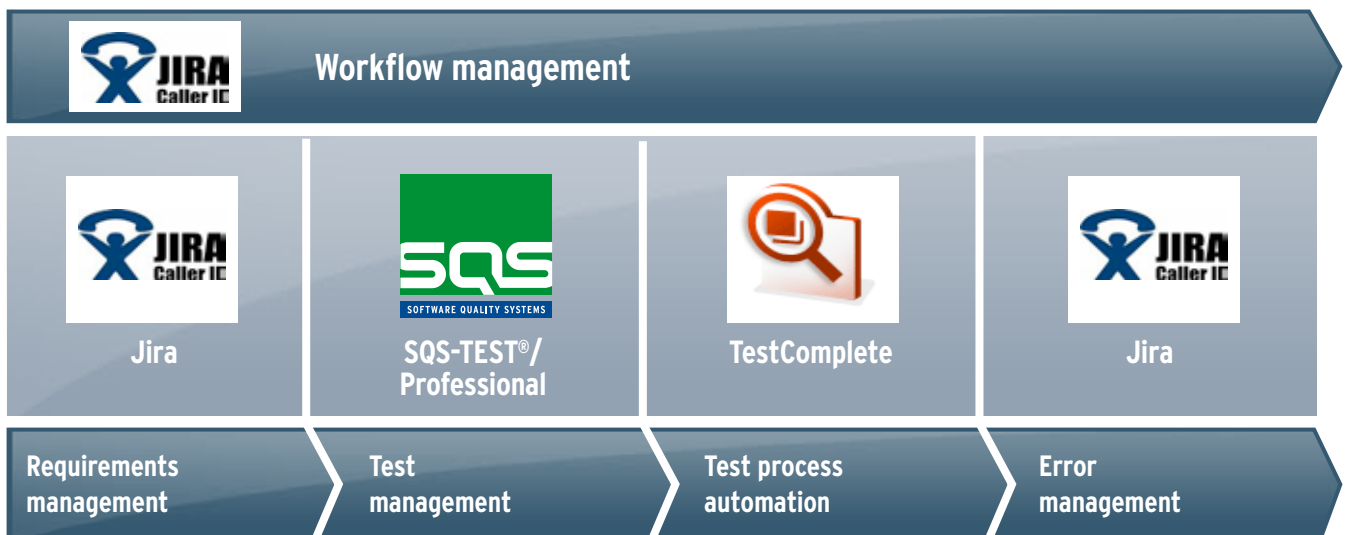 JIRA
Caller ID
Workflow management
JIRA
Caller ID
Jira
SQS
SOFTWARE QUALITY SYSTEMS
SQS-TEST®/
Professional
TestComplete
JIRA
Caller ID
Jira
Requirements
management
Test
management
Test process
automation
Error
management